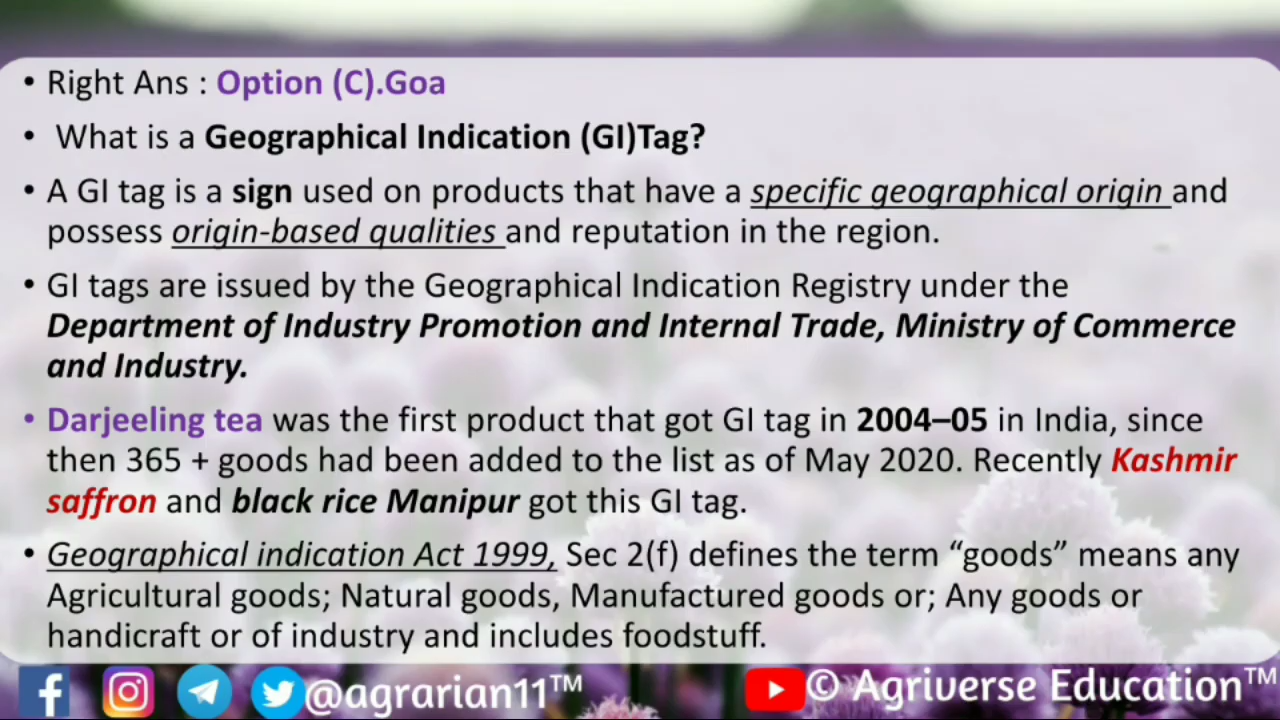 • Right Ans : Option (C).Goa
• What is a Geographical Indication (GI)Tag?
• A GI tag is a sign used on products that have a specific geographical origin and
possess origin-based qualities and reputation in the region.
• GI tags are issued by the Geographical Indication Registry under the
Department of Industry Promotion and Internal Trade, Ministry of Commerce
and Industry.
• Darjeeling tea was the first product that got GI tag in 2004–05 in India, since
then 365 + goods had been added to the list as of May 2020. Recently Kashmir
saffron and black rice Manipur got this GI tag.
• Geographical indication Act 1999, Sec 2(f) defines the term “goods” means any
Agricultural goods; Natural goods, Manufactured goods or; Any goods or
handicraft or of industry and includes foodstuff.
@agrarian11™ © Agriverse Education™